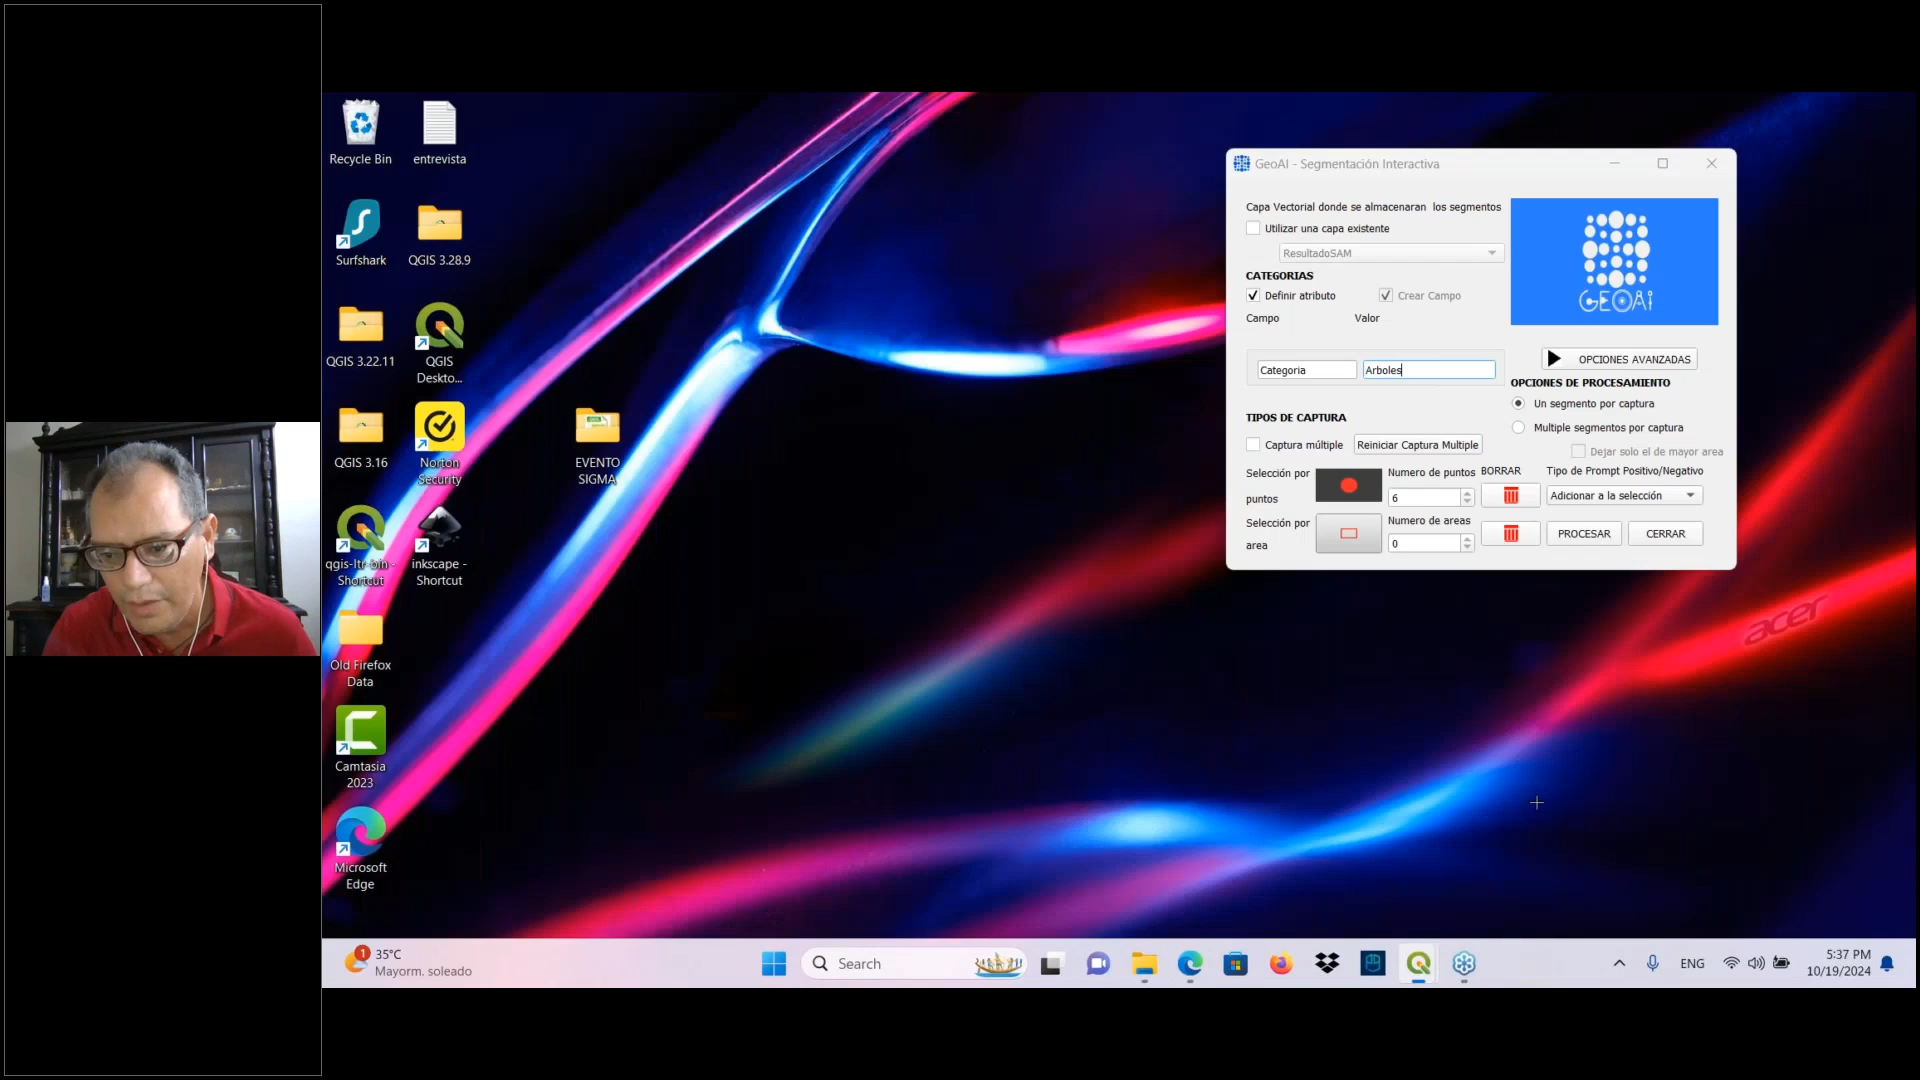 Recycle Bin
entrevista
Surfshark
QGIS 3.28.9
QGIS 3.22.11
QGIS
Deskto...
QGIS 3.16
Norton
Security
EVENTO
SIGMA
qgis-ltr-bin -
Shortcut
inkscape -
Shortcut
Old Firefox
Data
Camtasia
2023
Microsoft
Edge
GeoAI - Segmentación Interactiva
Capa Vectorial donde se almacenaran los segmentos
Utilizar una capa existente
ResultadoSAM
CATEGORIAS
Definir atributo
Crear Campo
Campo
Valor
Categoria
Arboles
GEOAI
OPCIONES AVANZADAS
OPCIONES DE PROCESAMIENTO
Un segmento por captura
Multiple segmentos por captura
Dejar solo el de mayor area
TIPOS DE CAPTURA
Captura múltiple
Reiniciar Captura Multiple
Selección por
puntos
Numero de puntos
6
BORRAR
Tipo de Prompt Positivo/Negativo
Adicionar a la selección
Selección por
area
Numero de areas
0
PROCESAR
CERRAR
acer
1
35°C
Mayorm. soleado
Search
ENG
5:37 PM
10/19/2024